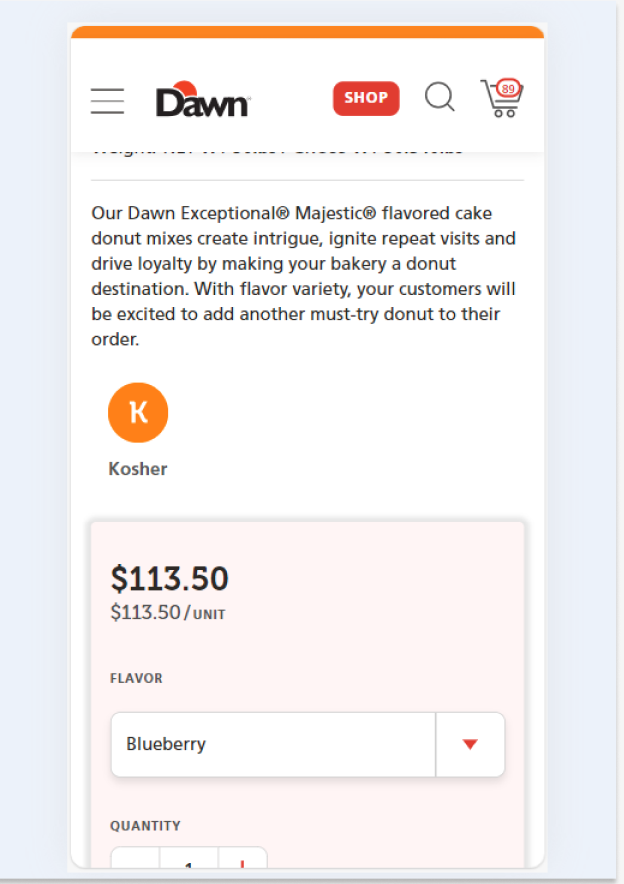 Dawn
SHOP
89
Our Dawn Exceptional® Majestic® flavored cake
donut mixes create intrigue, ignite repeat visits and
drive loyalty by making your bakery a donut
destination. With flavor variety, your customers will
be excited to add another must-try donut to their
order.
K
Kosher
$113.50
$113.50/UNIT
FLAVOR
Blueberry
QUANTITY
1